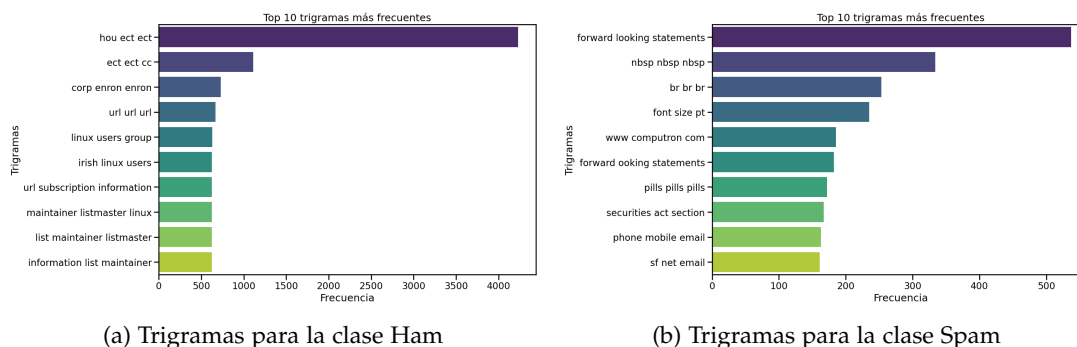 Top 10 trigramas más frecuentes
Trigramas
hou ect ect
ect ect cc
corp enron enron
url url url
linux users group
irish linux users
url subscription information
maintainer listmaster linux
list maintainer listmaster
information list maintainer
0 500 1000 1500 2000 2500 3000 3500 4000
Frecuencia
(a) Trigramas para la clase Ham
Top 10 trigramas más frecuentes
Trigramas
forward looking statements
nbsp nbsp nbsp
br br br
font size pt
www computron com
forward ooking statements
pills pills pills
securities act section
phone mobile email
sf net email
0 100 200 300 400 500
Frecuencia
(b) Trigramas para la clase Spam